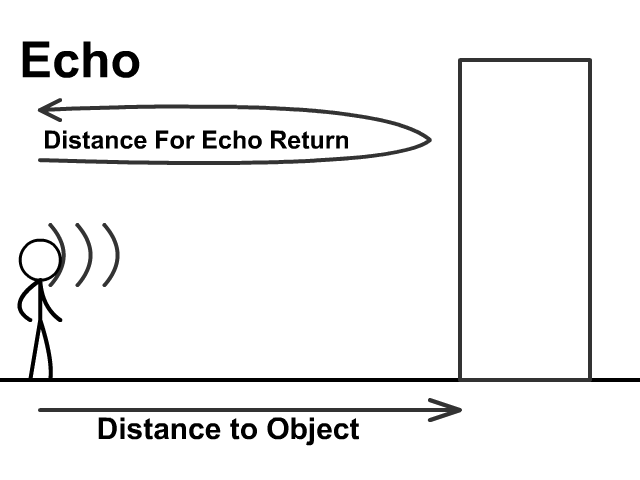 Echo
Distance For Echo Return
Distance to Object